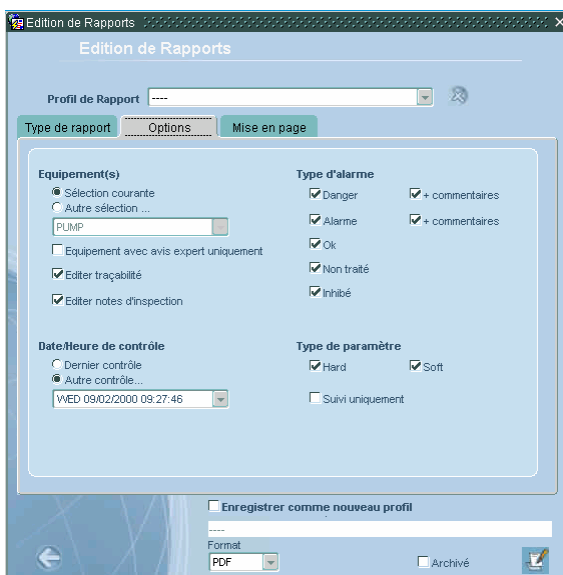 Edition de Rapports
Edition de Rapports
Profil de Rapport ----
Type de rapport Options Mise en page
Equipement(s)
Sélection courante
Autre sélection ...
PUMP
Equipement avec avis expert uniquement
Editer traçabilité
Editer notes d'inspection
Type d'alarme
Danger + commentaires
Alarme + commentaires
Ok
Non traité
Inhibé
Date/Heure de contrôle
Dernier contrôle
Autre contrôle...
WED 09/02/2000 09:27:46
Type de paramètre
Hard Soft
Suivi uniquement
Enregistrer comme nouveau profil
----
Format
PDF
Archivé